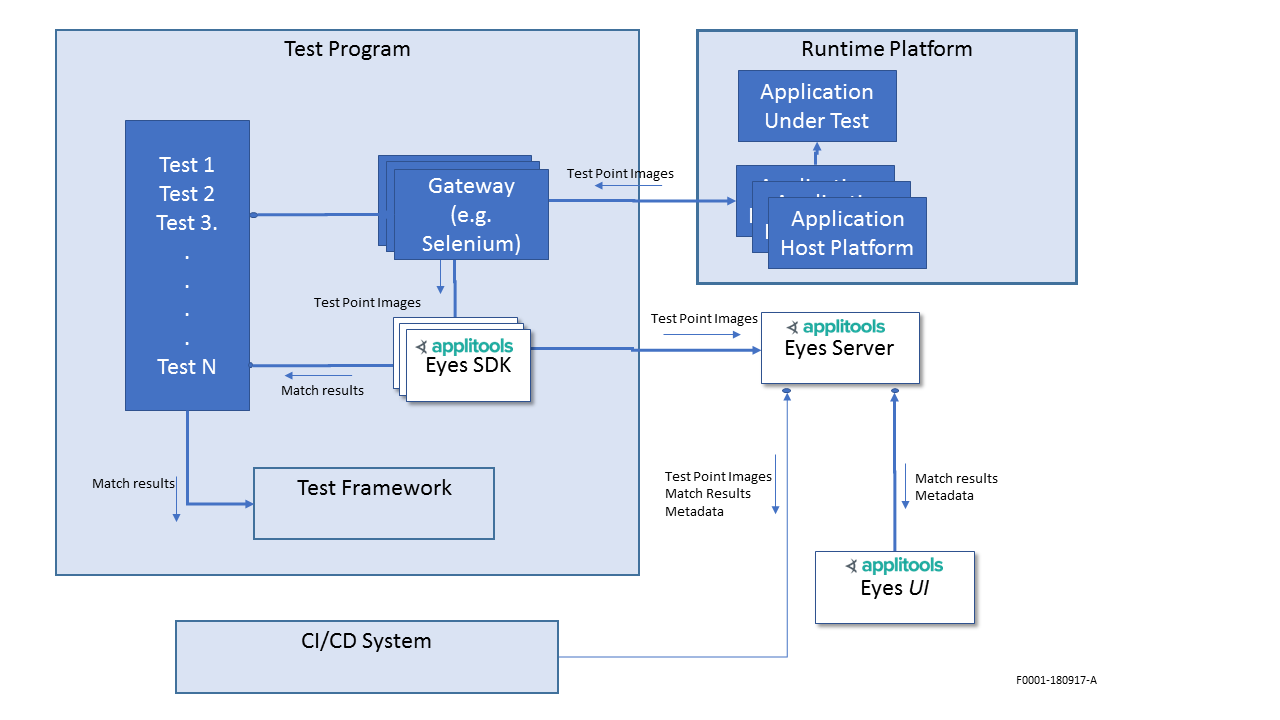 Test Program
Runtime Platform
Application
Under Test
Test 1
Test 2
Test 3.
.
.
.
.
Test N
Gateway
(e.g.
Selenium)
Test Point Images
Application
Host Platform
Test Point Images
applitools
Eyes SDK
Test Point Images
applitools
Eyes Server
Match results
Match results
Test Framework
Test Point Images
Match Results
Metadata
Match results
Metadata
applitools
Eyes UI
CI/CD System
F0001-180917-A